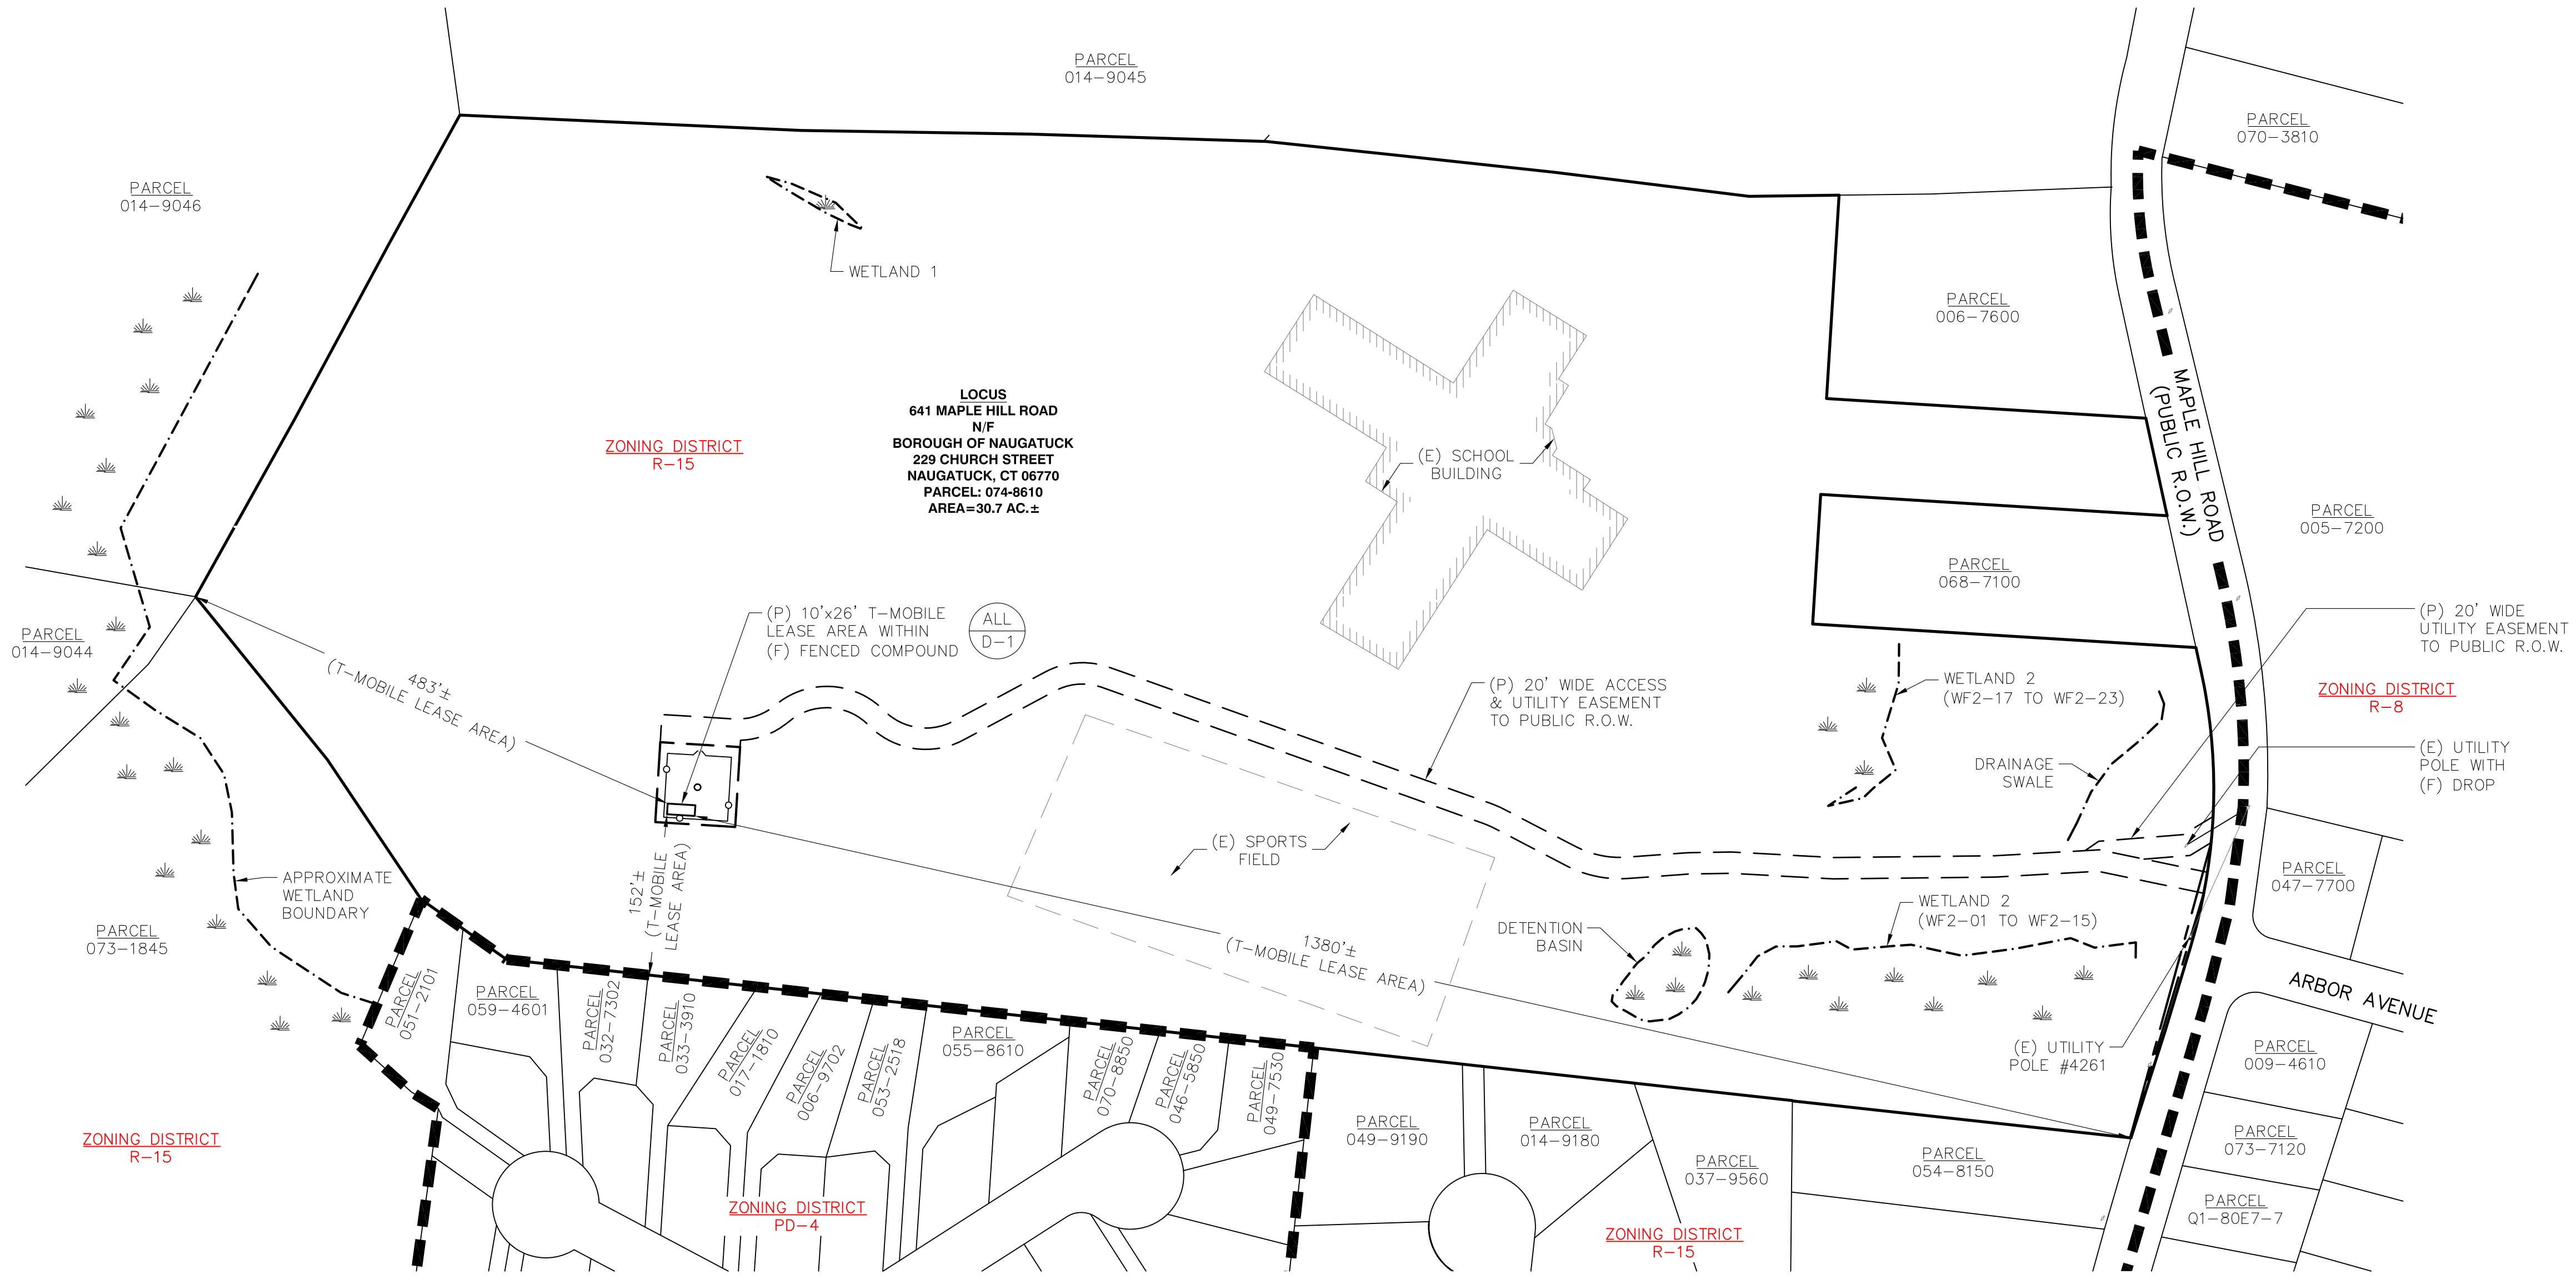 PARCEL
014-9045
PARCEL
070-3810
PARCEL
014-9046
WETLAND 1
PARCEL
006-7600
MAPLE HILL ROAD
(PUBLIC R.O.W.)
LOCUS
641 MAPLE HILL ROAD
N/F
BOROUGH OF NAUGATUCK
229 CHURCH STREET
NAUGATUCK, CT 06770
PARCEL: 074-8610
AREA=30.7 AC.±
ZONING DISTRICT
R-15
(E) SCHOOL
BUILDING
PARCEL
005-7200
PARCEL
068-7100
PARCEL
014-9044
(P) 10'x26' T-MOBILE
LEASE AREA WITHIN
(F) FENCED COMPOUND
ALL
D-1
483'±
(T-MOBILE LEASE AREA)
(P) 20' WIDE ACCESS
& UTILITY EASEMENT
TO PUBLIC R.O.W.
WETLAND 2
(WF2-17 TO WF2-23)
(P) 20' WIDE
UTILITY EASEMENT
TO PUBLIC R.O.W.
ZONING DISTRICT
R-8
(E) UTILITY
POLE WITH
(F) DROP
DRAINAGE
SWALE
(E) SPORTS
FIELD
152'±
(T-MOBILE
LEASE AREA)
APPROXIMATE
WETLAND
BOUNDARY
PARCEL
047-7700
WETLAND 2
(WF2-01 TO WF2-15)
DETENTION
BASIN
1380'±
(T-MOBILE LEASE AREA)
PARCEL
073-1845
ARBOR AVENUE
PARCEL
051-2101
PARCEL
059-4601
PARCEL
032-7302
PARCEL
033-3910
PARCEL
017-1810
PARCEL
006-9702
PARCEL
053-2518
PARCEL
055-8610
PARCEL
070-8850
PARCEL
046-5850
PARCEL
049-7530
(E) UTILITY
POLE #4261
PARCEL
009-4610
PARCEL
049-9190
PARCEL
014-9180
PARCEL
037-9560
PARCEL
054-8150
PARCEL
073-7120
PARCEL
Q1-80E7-7
ZONING DISTRICT
R-15
ZONING DISTRICT
PD-4
ZONING DISTRICT
R-15